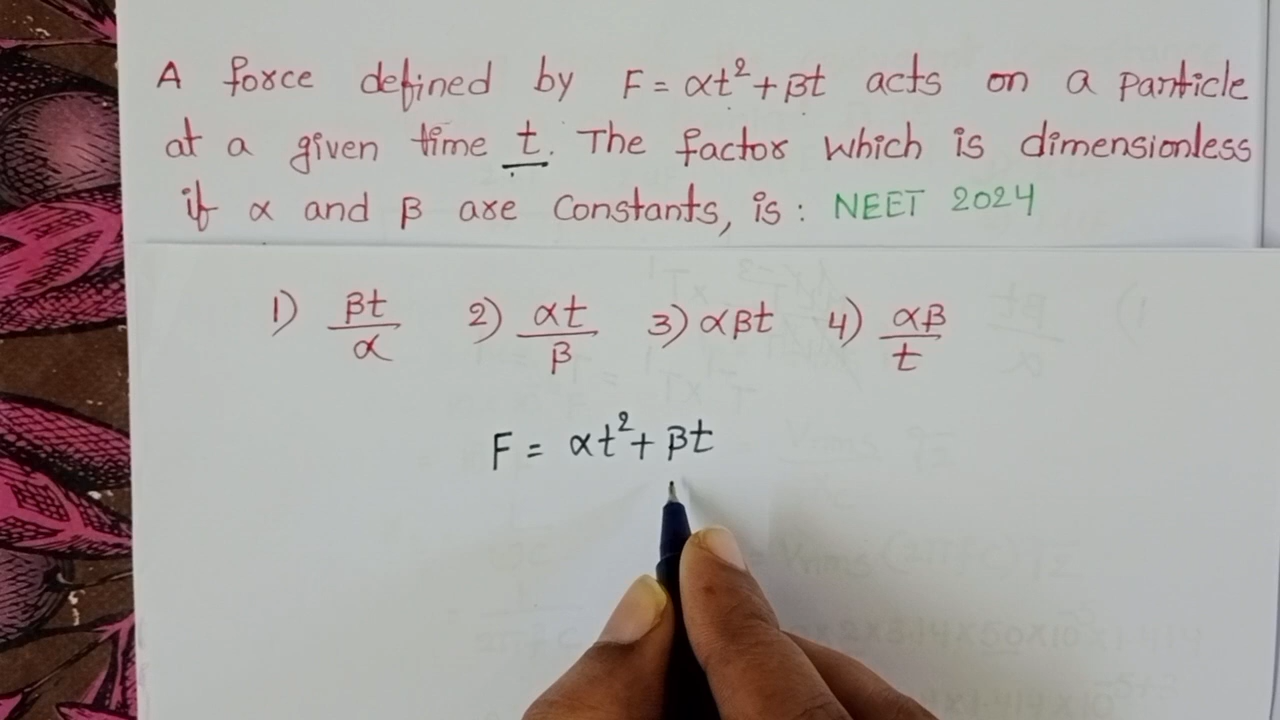 A force defined by F = αt² + βt acts on a particle
at a given time t. The factor which is dimensionless
if α and β are constants, is : NEET 2024
1) βt/α 2) αt/β 3) αβt 4) αβ/t
F = αt² + βt